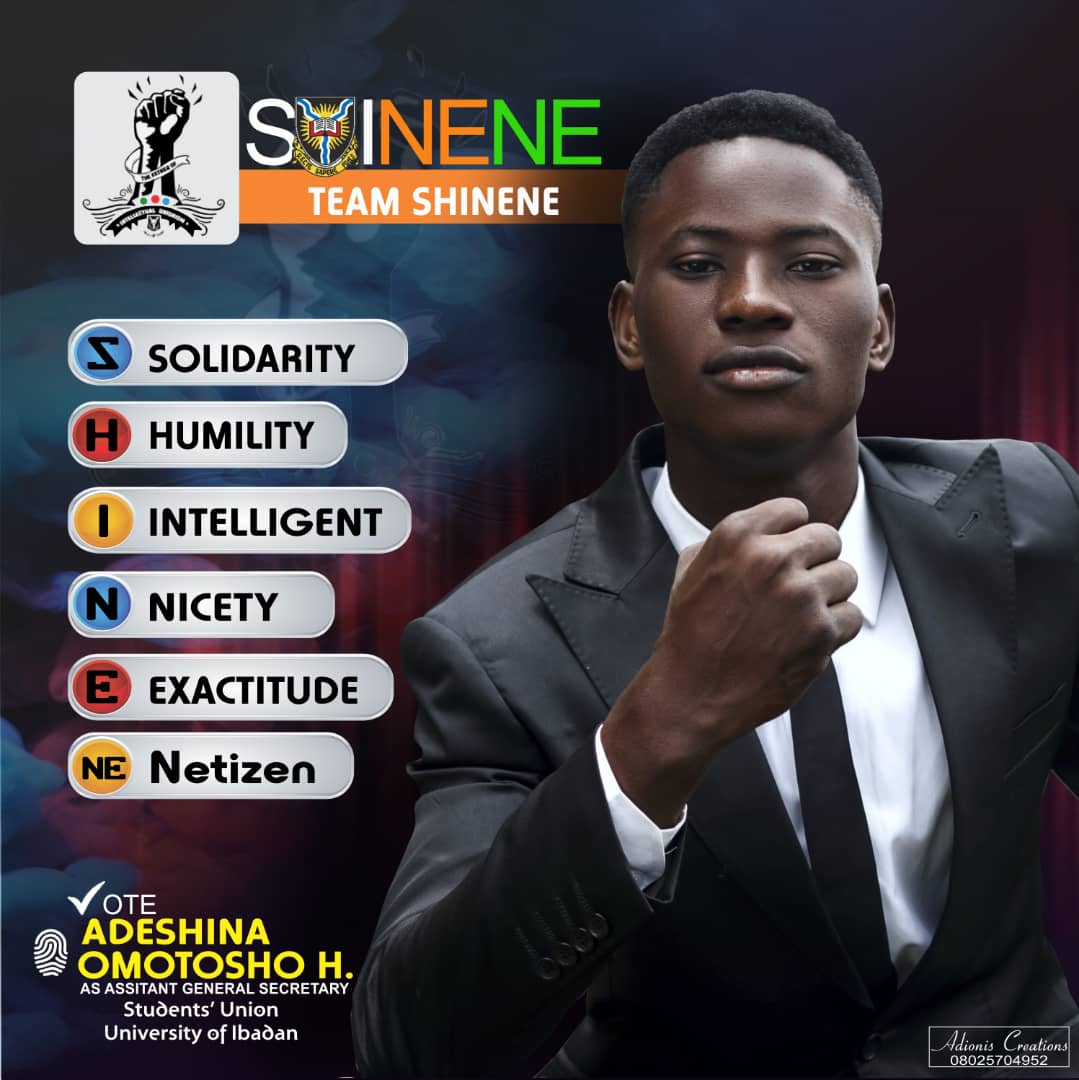 SHINENE
TEAM SHINENE
S SOLIDARITY
H HUMILITY
I INTELLIGENT
N NICETY
E EXACTITUDE
NE Netizen
VOTE
ADESHINA
OMOTOSHO H.
AS ASSITANT GENERAL SECRETARY
Students' Union
University of Ibadan
Adionis Creations
08025704952